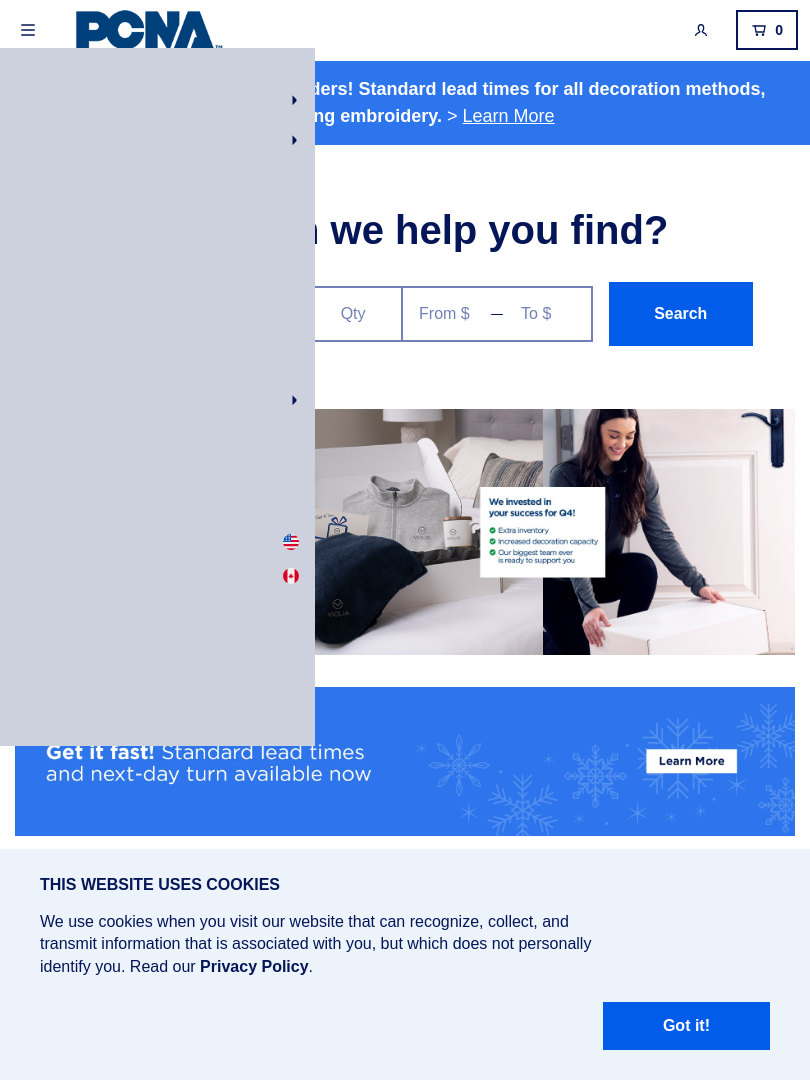 PCNA™
0
ders! Standard lead times for all decoration methods,
ng embroidery. > Learn More
we help you find?
Qty
From $ — To $
Search
We invested in
your success for Q4!
Extra inventory
Increased decoration capacity
Our biggest team ever
is ready to support you
Get it fast! Standard lead times
and next-day turn available now
Learn More
THIS WEBSITE USES COOKIES
We use cookies when you visit our website that can recognize, collect, and
transmit information that is associated with you, but which does not personally
identify you. Read our Privacy Policy.
Got it!